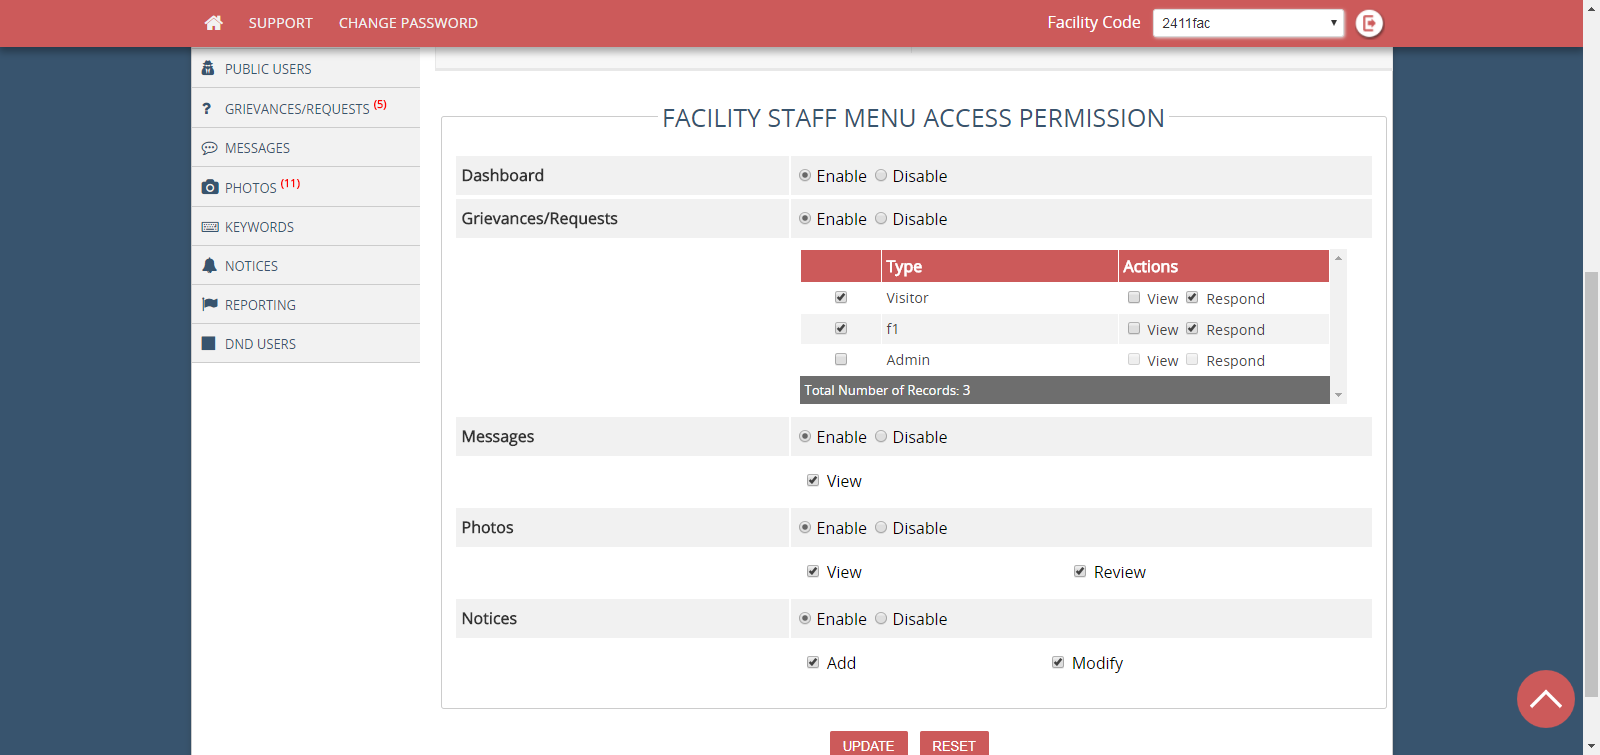 SUPPORT CHANGE PASSWORD Facility Code 2411fac
PUBLIC USERS
GRIEVANCES/REQUESTS (5)
MESSAGES
PHOTOS (11)
KEYWORDS
NOTICES
REPORTING
DND USERS
FACILITY STAFF MENU ACCESS PERMISSION
Dashboard Enable Disable
Grievances/Requests Enable Disable
Type Actions
Visitor View Respond
f1 View Respond
Admin View Respond
Total Number of Records: 3
Messages Enable Disable
View
Photos Enable Disable
View Review
Notices Enable Disable
Add Modify
UPDATE RESET